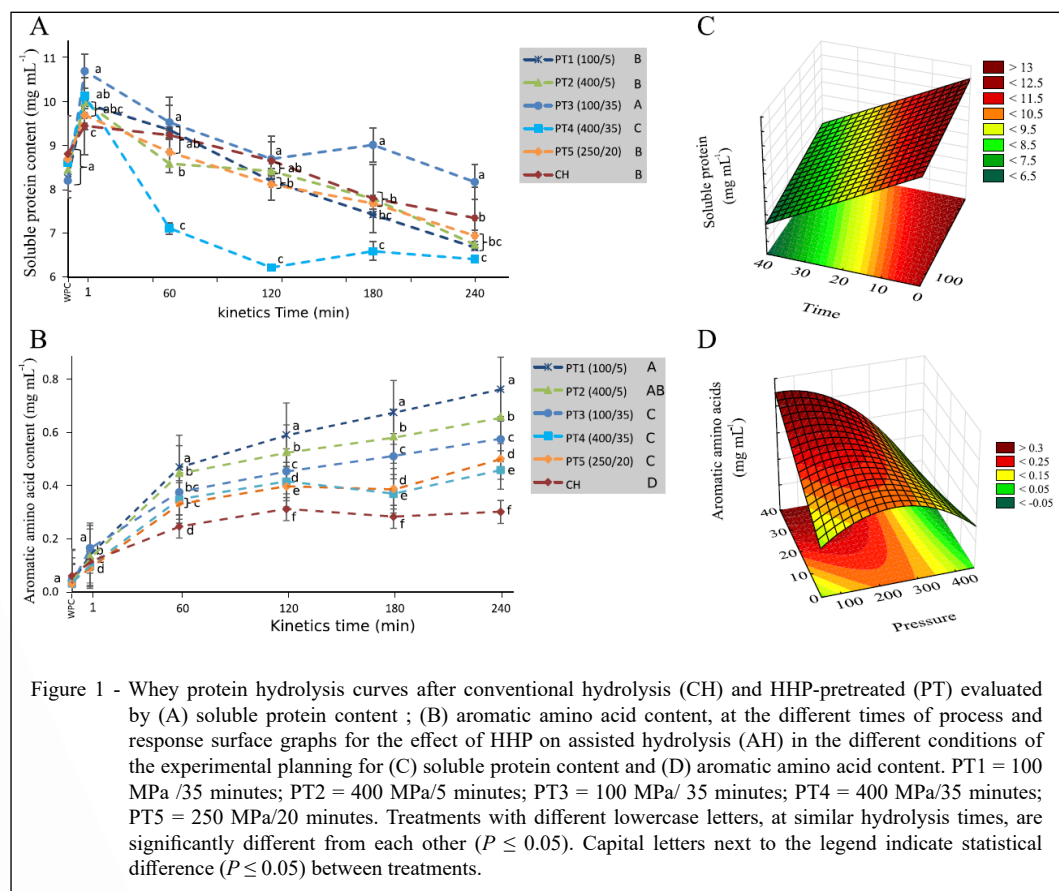 A
Soluble protein content (mg mL-1)
11
10
9
8
7
6
a
ab
abc
c
a
a
ab
b
c
a
ab
b
c
a
b
bc
c
a
b
bc
c
WPC
1
60
120
180
240
kinetics Time (min)
PT1 (100/5) B
PT2 (400/5) B
PT3 (100/35) A
PT4 (400/35) C
PT5 (250/20) B
CH B
C
Soluble protein
(mg mL-1)
40
30
20
10
0
100
Time
> 13
< 12.5
< 11.5
< 10.5
< 9.5
< 8.5
< 7.5
< 6.5
B
Aromatic amino acid content (mg mL-1)
0.8
0.6
0.4
0.2
0.0
a
a
b
d
a
b
bc
c
d
a
b
c
d
e
f
a
b
c
d
e
f
a
b
c
d
e
f
WPC
1
60
120
180
240
Kinetics time (min)
PT1 (100/5) A
PT2 (400/5) AB
PT3 (100/35) C
PT4 (400/35) C
PT5 (250/20) C
CH D
D
Aromatic amino acids
(mg mL)
40
30
20
10
0
100
200
300
400
Pressure
> 0.3
< 0.25
< 0.15
< 0.05
< -0.05
Figure 1 - Whey protein hydrolysis curves after conventional hydrolysis (CH) and HHP-pretreated (PT) evaluated
by (A) soluble protein content ; (B) aromatic amino acid content, at the different times of process and
response surface graphs for the effect of HHP on assisted hydrolysis (AH) in the different conditions of
the experimental planning for (C) soluble protein content and (D) aromatic amino acid content. PT1 = 100
MPa /35 minutes; PT2 = 400 MPa/5 minutes; PT3 = 100 MPa/ 35 minutes; PT4 = 400 MPa/35 minutes;
PT5 = 250 MPa/20 minutes. Treatments with different lowercase letters, at similar hydrolysis times, are
significantly different from each other (P ≤ 0.05). Capital letters next to the legend indicate statistical
difference (P ≤ 0.05) between treatments.